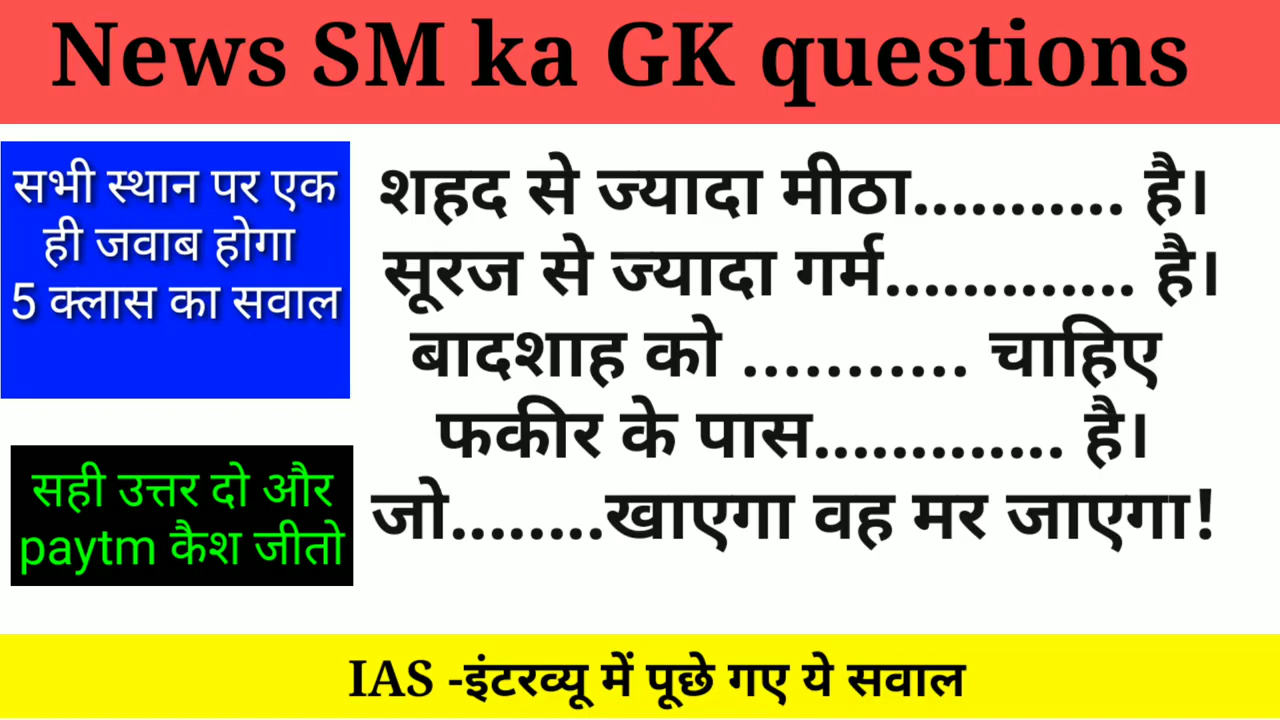 News SM ka GK questions
सभी स्थान पर एक
ही जवाब होगा
5 क्लास का सवाल
शहद से ज्यादा मीठा........... है।
सूरज से ज्यादा गर्म............. है।
बादशाह को ........... चाहिए
फकीर के पास............. है।
जो........खाएगा वह मर जाएगा!
सही उत्तर दो और
paytm कैश जीतो
IAS -इंटरव्यू में पूछे गए ये सवाल